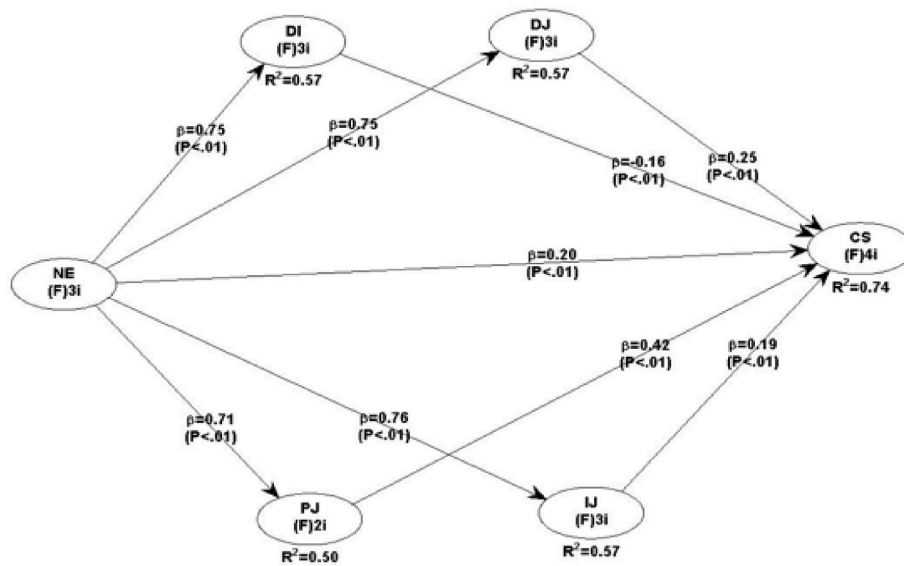 DI
(F)3i
R²=0.57
DJ
(F)3i
R²=0.57
β=0.75
(P<.01)
β=0.75
(P<.01)
β=-0.16
(P<.01)
β=0.25
(P<.01)
CS
(F)4i
R²=0.74
NE
(F)3i
β=0.20
(P<.01)
β=0.42
(P<.01)
β=0.19
(P<.01)
β=0.71
(P<.01)
β=0.76
(P<.01)
PJ
(F)2i
R²=0.50
IJ
(F)3i
R²=0.57